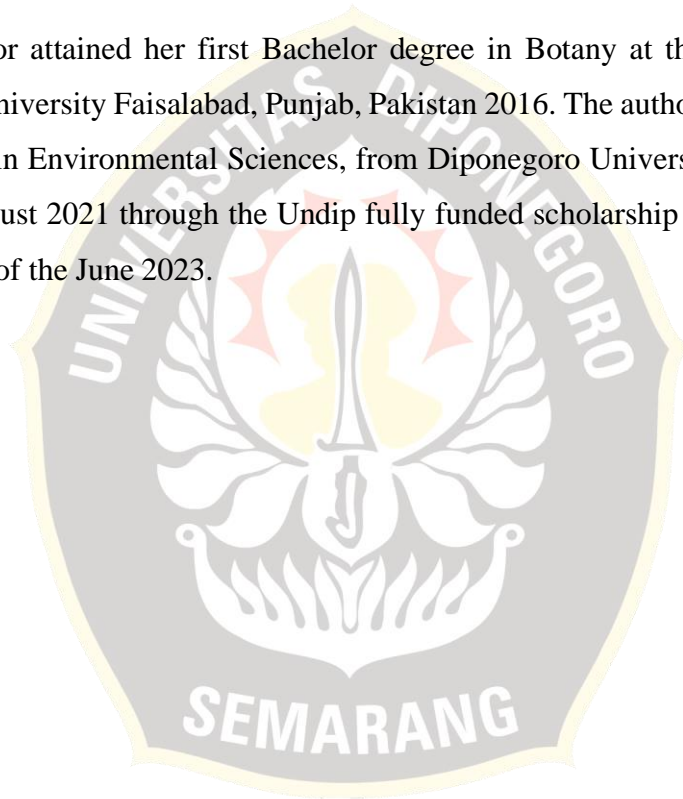 or attained her first Bachelor degree in Botany at th
niversity Faisalabad, Punjab, Pakistan 2016. The autho
in Environmental Sciences, from Diponegoro Univers
ust 2021 through the Undip fully funded scholarship
of the June 2023.
UNIVERSITAS DIPONEGORO
SEMARANG